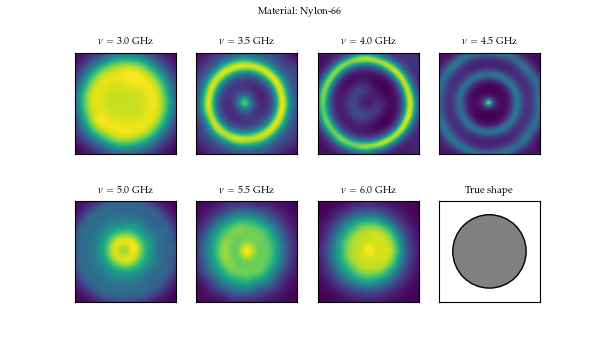 Material: Nylon-66
ν = 3.0 GHz
ν = 3.5 GHz
ν = 4.0 GHz
ν = 4.5 GHz
ν = 5.0 GHz
ν = 5.5 GHz
ν = 6.0 GHz
True shape